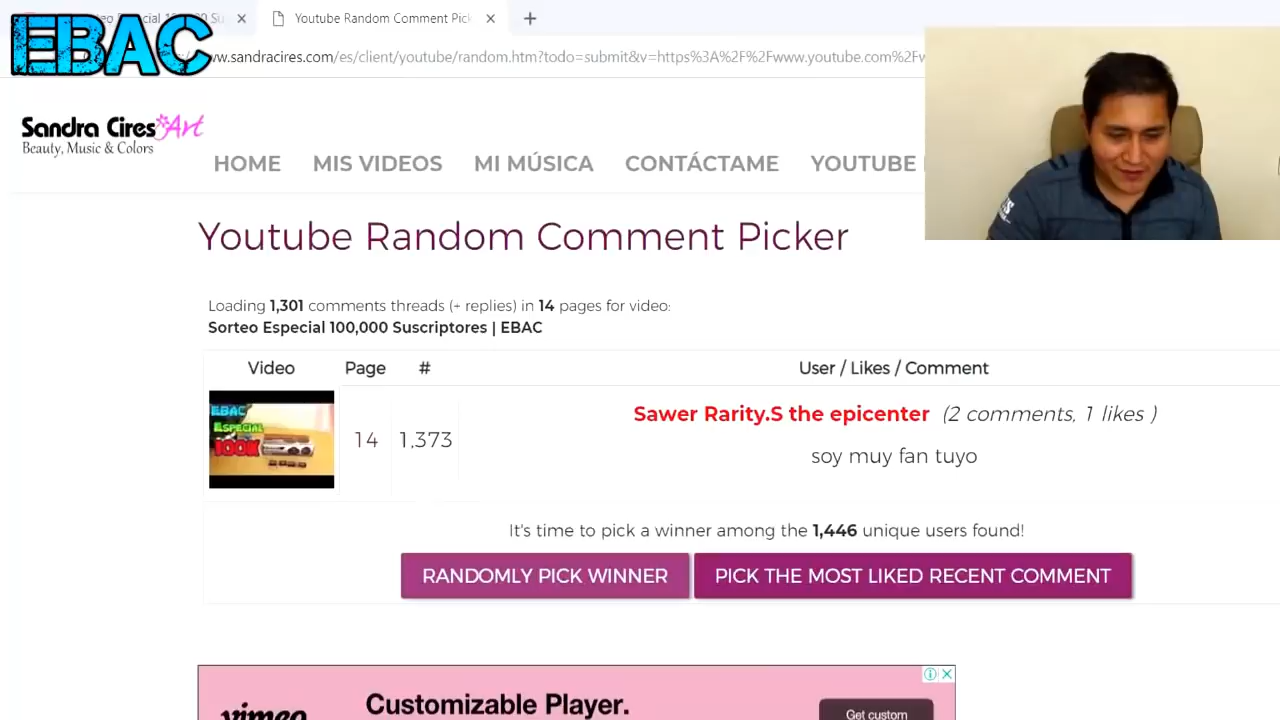 Especial 1
Youtube Random Comment Pick
EBAC
www.sandracires.com/es/client/youtube/random.htm?todo=submit&v=https%3A%2F%2Fwww.youtube.com%2F
Sandra Cires Art
Beauty, Music & Colors
HOME MIS VIDEOS MI MÚSICA CONTÁCTAME YOUTUBE
Youtube Random Comment Picker
Loading 1,301 comments threads (+ replies) in 14 pages for video:
Sorteo Especial 100,000 Suscriptores | EBAC
Video Page # User / Likes / Comment
EBAC
ESPECIAL
100K
14 1,373
Sawer Rarity.S the epicenter (2 comments, 1 likes )
soy muy fan tuyo
It's time to pick a winner among the 1,446 unique users found!
RANDOMLY PICK WINNER PICK THE MOST LIKED RECENT COMMENT
vimeo
Customizable Player.
Get custom